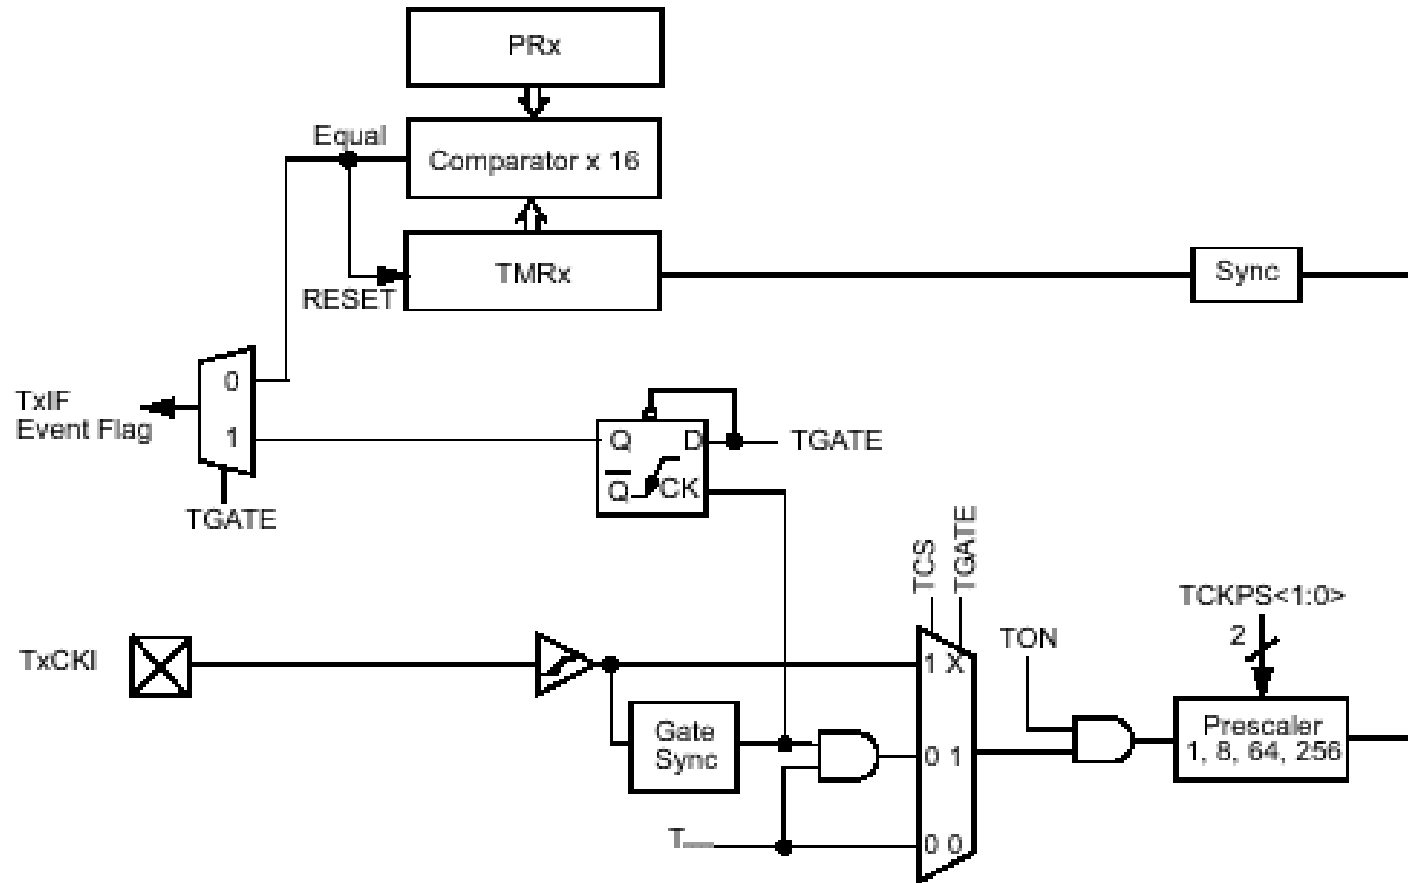 PRx
Equal
Comparator x 16
TMRx
Sync
RESET
0
TxIF
Event Flag
1
Q
D
TGATE
Q
CK
TGATE
TCS
TGATE
TCKPS<1:0>
2
TON
TxCKI
1 X
Gate
Sync
Prescaler
1, 8, 64, 256
0 1
T
0 0